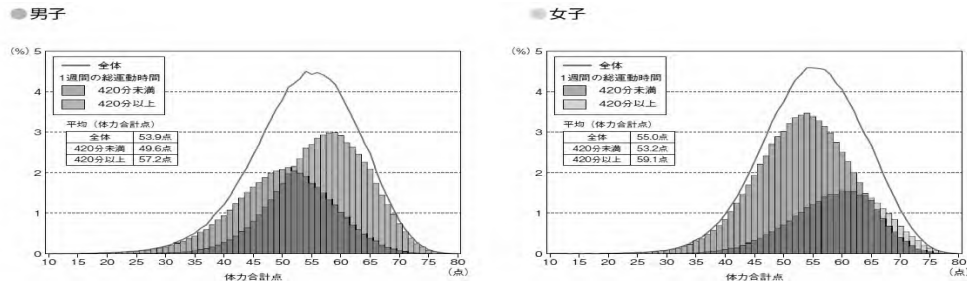 男子
(%)
5
4
3
2
1
0
全体
1週間の総運動時間
420分未満
420分以上
平均（体力合計点）
全体 53.9点
420分未満 49.6点
420分以上 57.2点
10 15 20 25 30 35 40 45 50 55 60 65 70 75 80
(点)
体力合計点
女子
(%)
5
4
3
2
1
0
全体
1週間の総運動時間
420分未満
420分以上
平均（体力合計点）
全体 55.0点
420分未満 53.2点
420分以上 59.1点
10 15 20 25 30 35 40 45 50 55 60 65 70 75 80
(点)
体力合計点